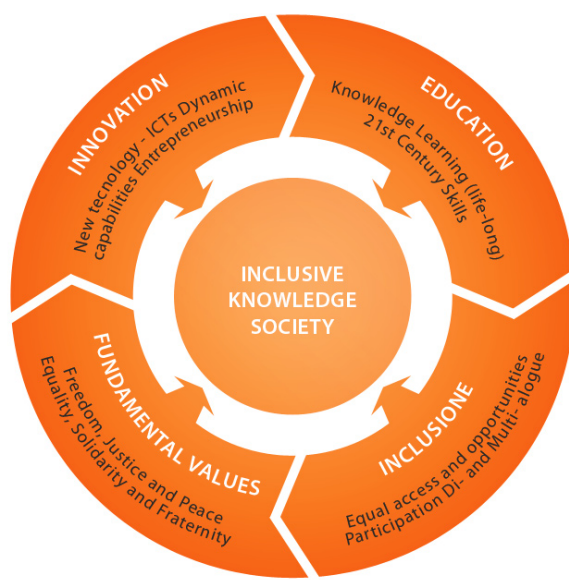 INNOVATION
New tecnology - ICTs Dynamic
capabilities Entrepreneurship
EDUCATION
Knowledge Learning (life-long)
21st Century Skills
INCLUSIVE
KNOWLEDGE
SOCIETY
FUNDAMENTAL VALUES
Freedom, Justice and Peace
Equality, Solidarity and Fraternity
INCLUSIONE
Equal access and opportunities
Participation Di- and Multi- alogue